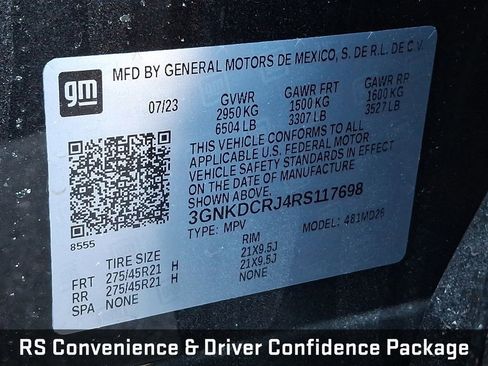 gm
MFD BY GENERAL MOTORS DE MEXICO, S. DE R.L. DE C.V.
07/23 GVWR GAWR FRT GAWR RR
2950 KG 1500 KG 1600 KG
6504 LB 3307 LB 3527 LB
THIS VEHICLE CONFORMS TO ALL
APPLICABLE U.S. FEDERAL MOTOR
VEHICLE SAFETY STANDARDS IN EFFECT
ON THE DATE OF MANUFACTURE
SHOWN ABOVE.
3GNKDCRJ4RS117698
TYPE: MPV MODEL: 481MD26
8555
TIRE SIZE RIM
FRT 275/45R21 H 21X9.5J
RR 275/45R21 H 21X9.5J
SPA NONE NONE
RS Convenience & Driver Confidence Package